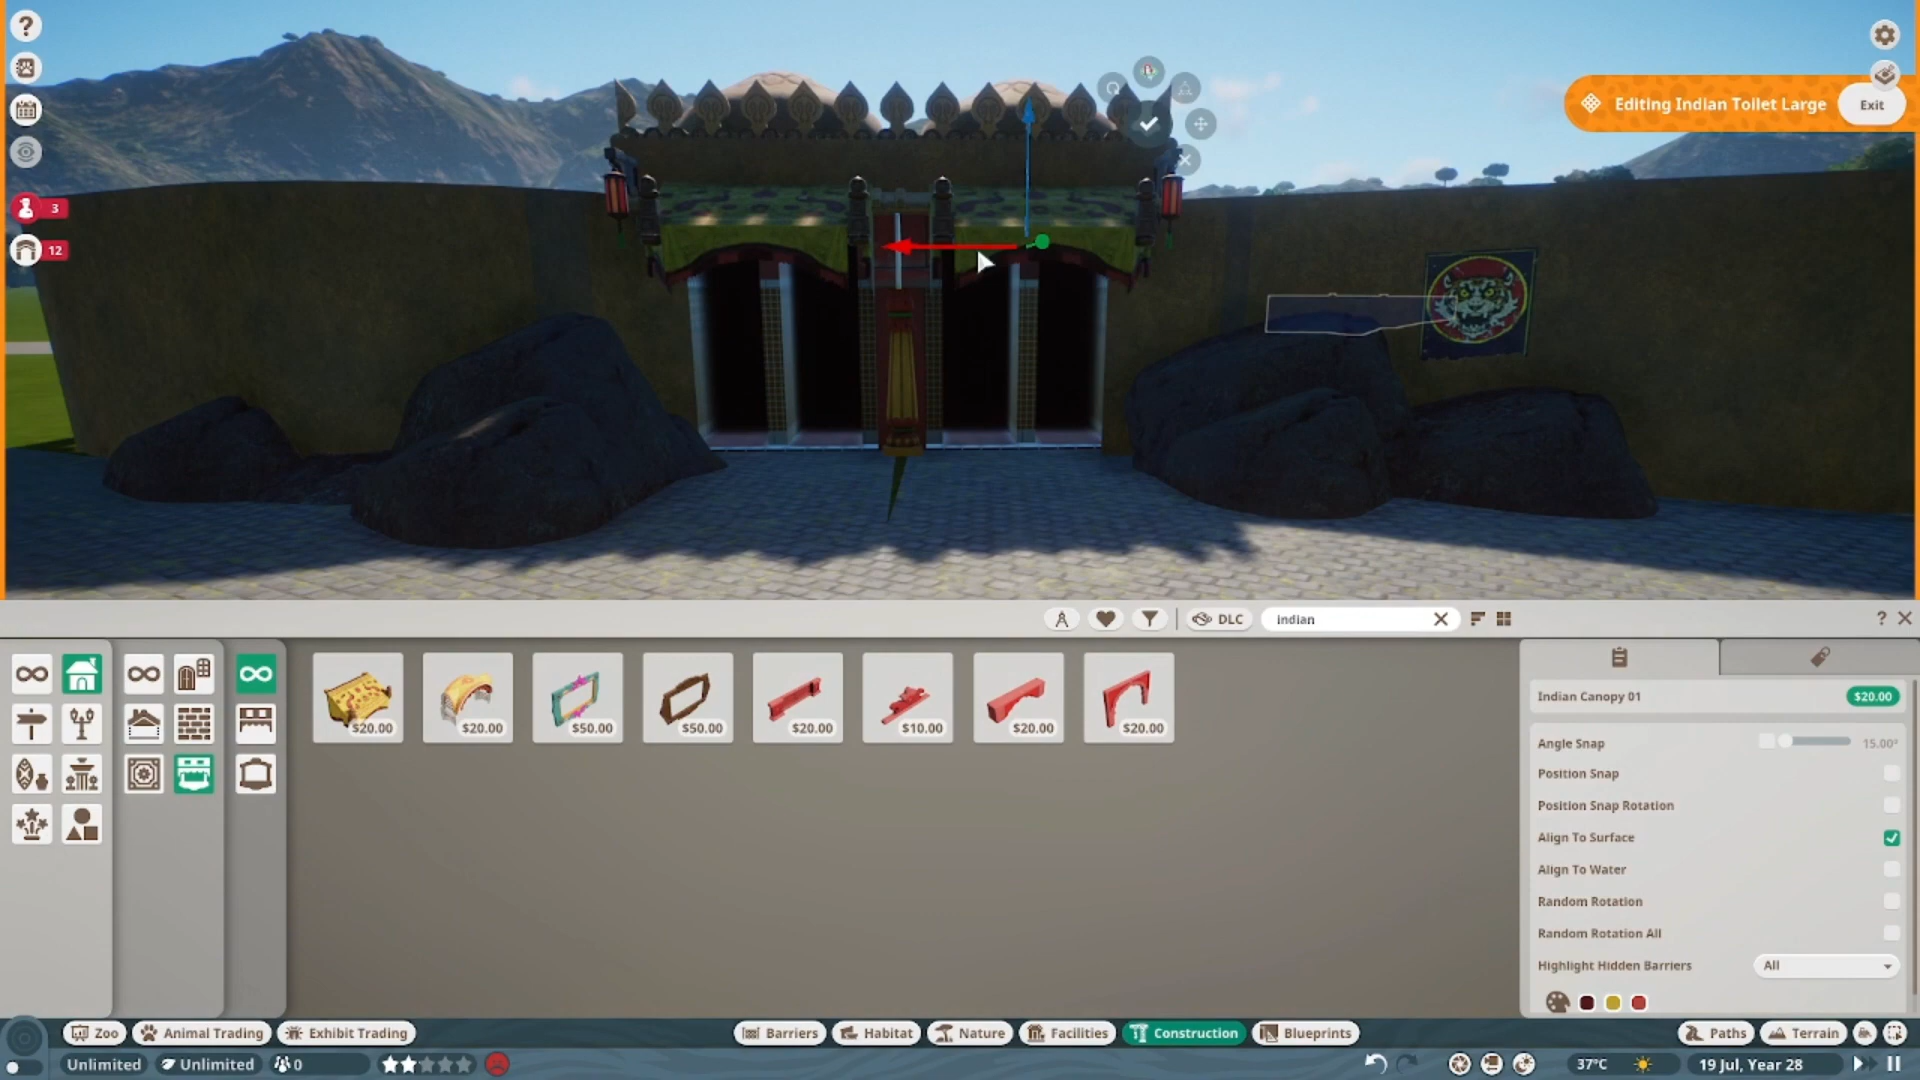 ?
Editing Indian Toilet Large
Exit
3
12
DLC
indian
?
$20.00
$20.00
$50.00
$50.00
$20.00
$10.00
$20.00
$20.00
Indian Canopy 01
$20.00
Angle Snap
15.00°
Position Snap
Position Snap Rotation
Align To Surface
Align To Water
Random Rotation
Random Rotation All
Highlight Hidden Barriers
All
Zoo
Animal Trading
Exhibit Trading
Barriers
Habitat
Nature
Facilities
Construction
Blueprints
Paths
Terrain
Unlimited
Unlimited
0
37°C
19 Jul, Year 28